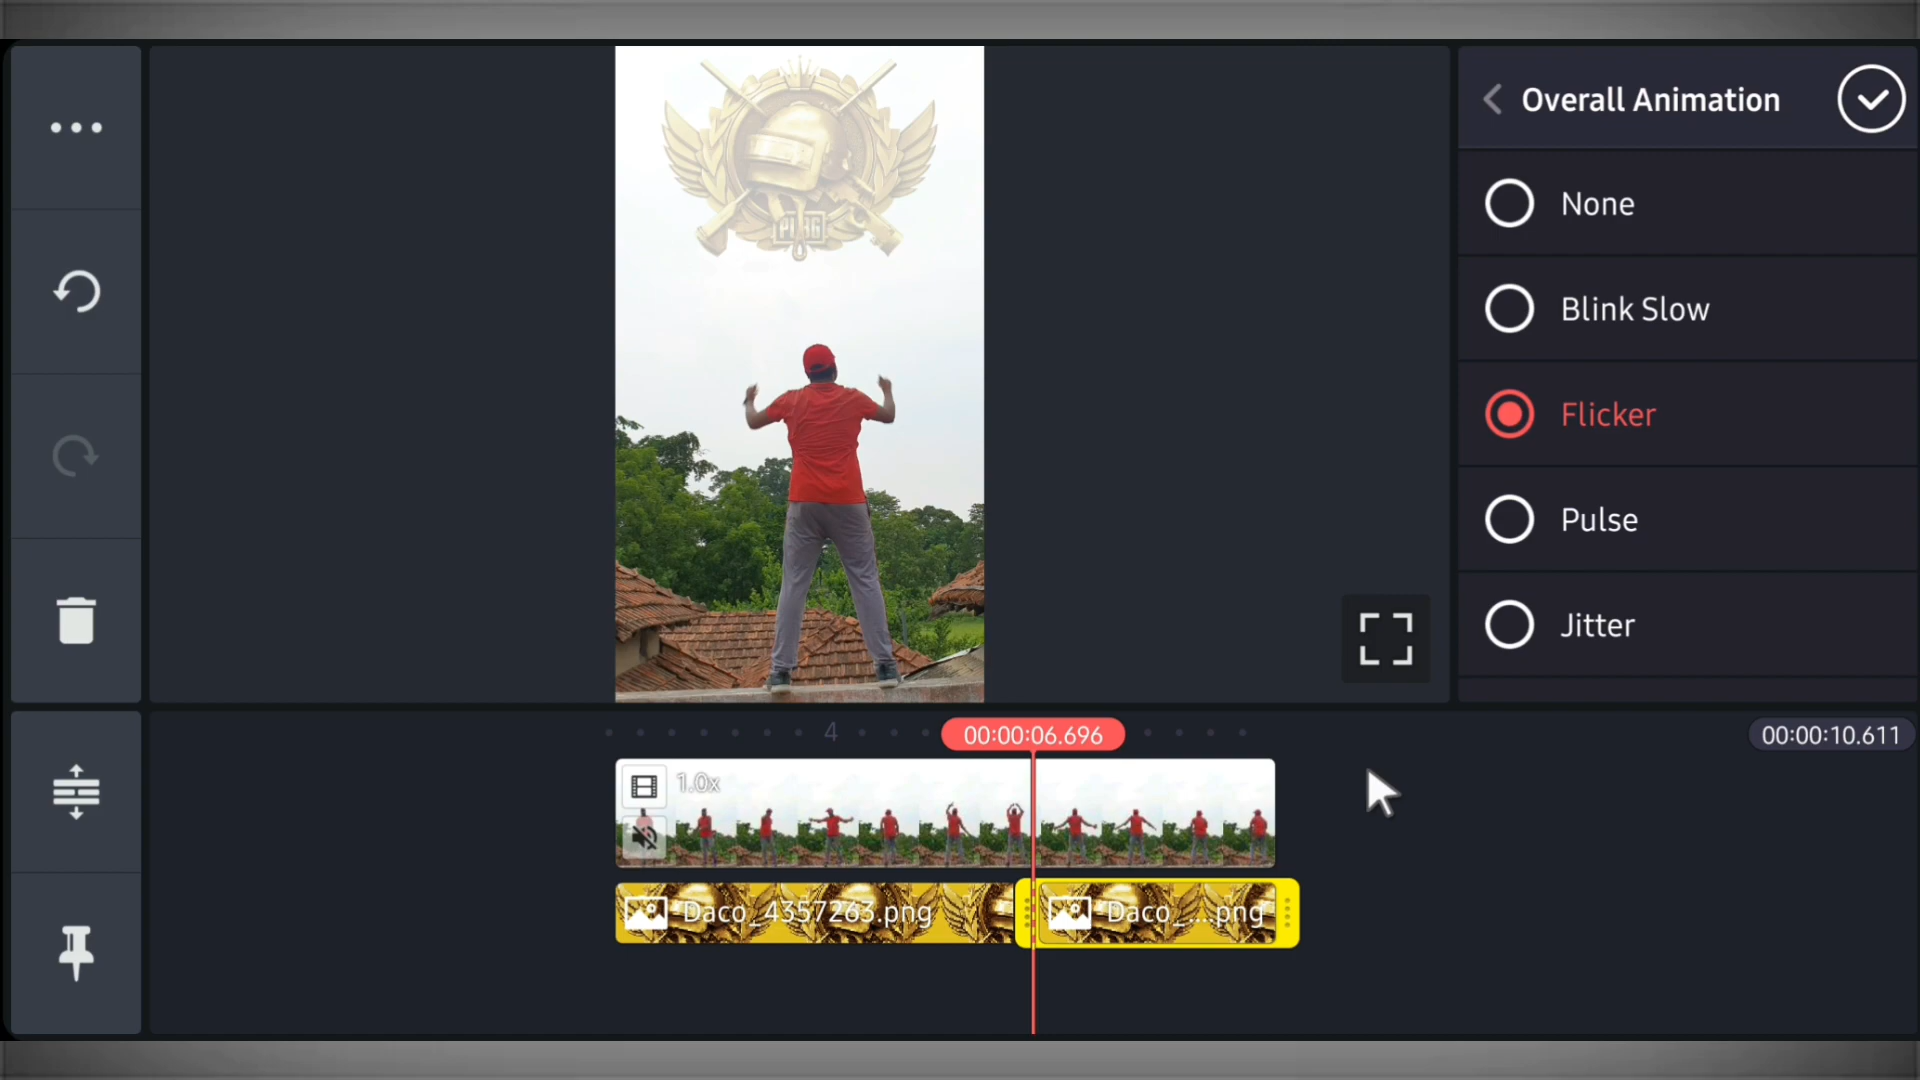 PUBG
Overall Animation
None
Blink Slow
Flicker
Pulse
Jitter
4
00:00:06.696
00:00:10.611
1.0x
Daco_4357263.png
Daco_...png